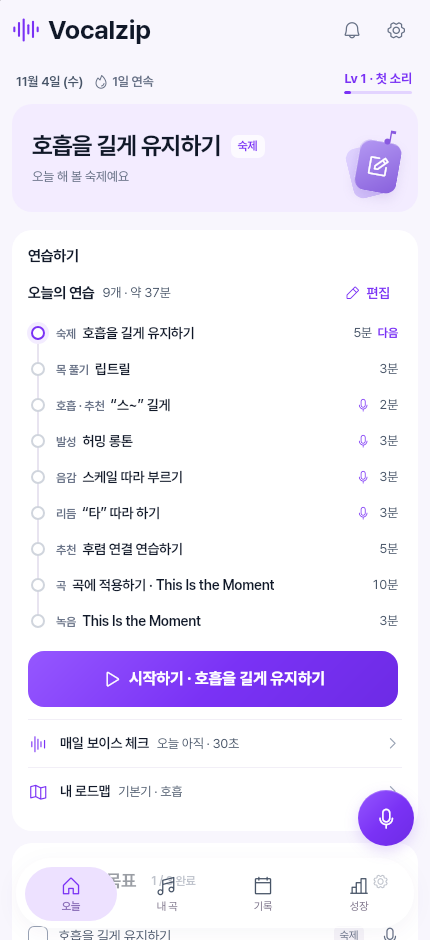 Vocalzip
11월 4일 (수) 1일 연속 Lv 1 · 첫 소리
호흡을 길게 유지하기 숙제
오늘 해 볼 숙제예요
연습하기
오늘의 연습 9개 · 약 37분 편집
숙제 호흡을 길게 유지하기 5분 다음
목 풀기 립트릴 3분
호흡 · 추천 “스~” 길게 2분
발성 허밍 롱톤 3분
음감 스케일 따라 부르기 3분
리듬 “타” 따라 하기 3분
추천 후렴 연결 연습하기 5분
곡 곡에 적용하기 · This Is the Moment 10분
녹음 This Is the Moment 3분
시작하기 · 호흡을 길게 유지하기
매일 보이스 체크 오늘 아직 · 30초
내 로드맵 기본기 · 호흡
목표 완료
오늘 내 곡 기록 성장
호흡을 길게 유지하기 숙제